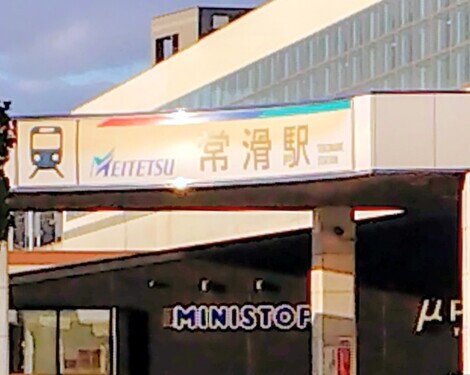 MEITETSU 常滑駅 TOKONAME
STATION
MINISTOP
μ